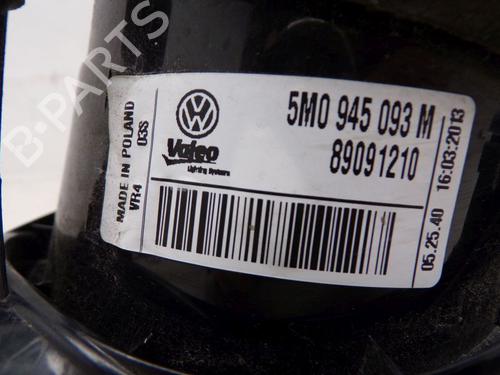 B-PARTS
MADE IN POLAND
VR4
03S
Valeo
Lighting Systems
5M0 945 093 M
89091210
05.25.40 16:03:2013